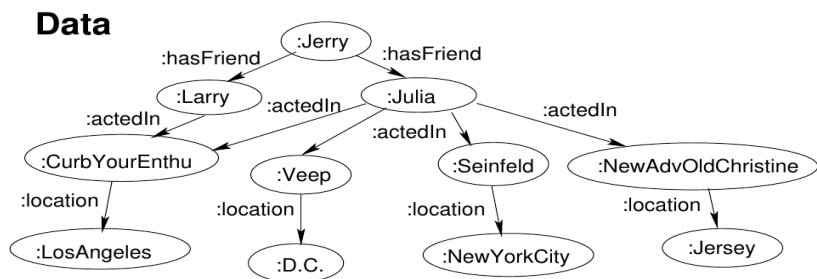 Data
:Jerry
:hasFriend
:hasFriend
:Larry
:Julia
:actedIn
:actedIn
:actedIn
:actedIn
:CurbYourEnthu
:Veep
:Seinfeld
:NewAdvOldChristine
:location
:location
:location
:location
:LosAngeles
:D.C.
:NewYorkCity
:Jersey